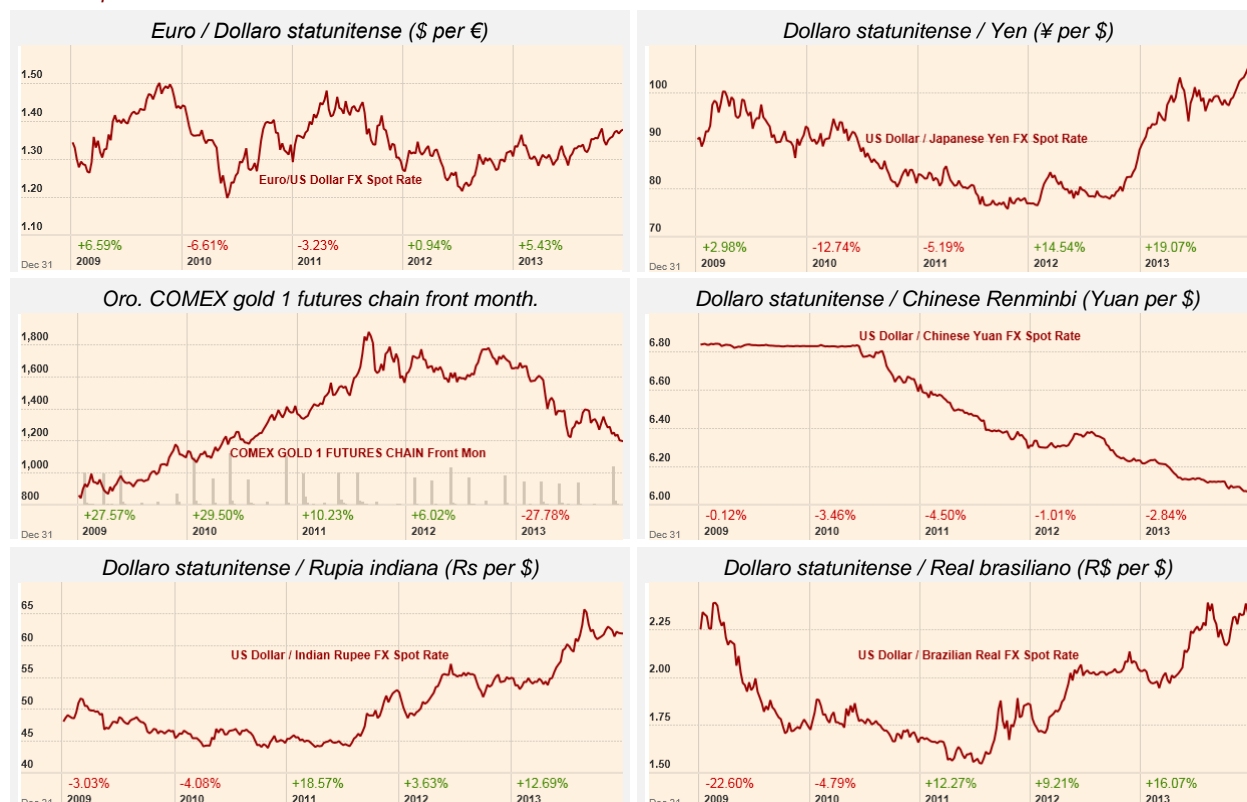 Euro / Dollaro statunitense ($ per €)
1.50
1.40
1.30
1.20
1.10
Euro/US Dollar FX Spot Rate
+6.59% -6.61% -3.23% +0.94% +5.43%
Dec 31 2009 2010 2011 2012 2013
Dollaro statunitense / Yen (¥ per $)
100
90
80
70
US Dollar / Japanese Yen FX Spot Rate
+2.98% -12.74% -5.19% +14.54% +19.07%
Dec 31 2009 2010 2011 2012 2013
Oro. COMEX gold 1 futures chain front month.
1,800
1,600
1,400
1,200
1,000
800
COMEX GOLD 1 FUTURES CHAIN Front Mon
+27.57% +29.50% +10.23% +6.02% -27.78%
Dec 31 2009 2010 2011 2012 2013
Dollaro statunitense / Chinese Renminbi (Yuan per $)
US Dollar / Chinese Yuan FX Spot Rate
6.80
6.60
6.40
6.20
6.00
-0.12% -3.46% -4.50% -1.01% -2.84%
Dec 31 2009 2010 2011 2012 2013
Dollaro statunitense / Rupia indiana (Rs per $)
65
60
55
50
45
40
US Dollar / Indian Rupee FX Spot Rate
-3.03% -4.08% +18.57% +3.63% +12.69%
Dec 31 2009 2010 2011 2012 2013
Dollaro statunitense / Real brasiliano (R$ per $)
2.25
2.00
1.75
1.50
US Dollar / Brazilian Real FX Spot Rate
-22.60% -4.79% +12.27% +9.21% +16.07%
Dec 31 2009 2010 2011 2012 2013